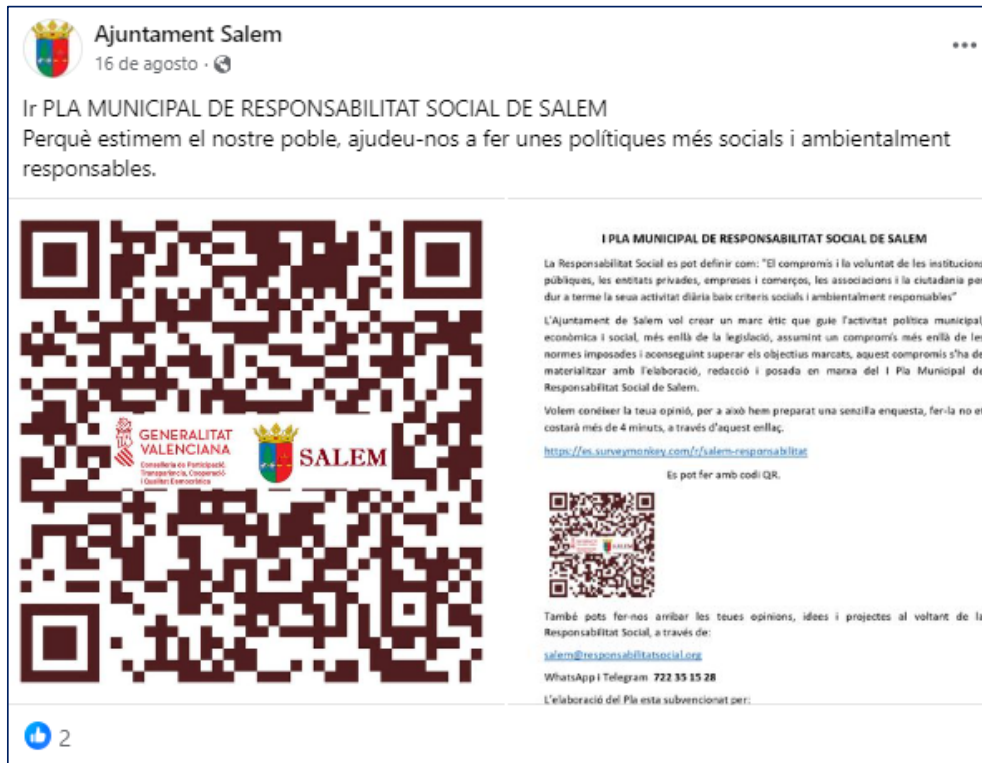 Ajuntament Salem
16 de agosto ·
Ir PLA MUNICIPAL DE RESPONSABILITAT SOCIAL DE SALEM
Perquè estimem el nostre poble, ajudeu-nos a fer unes polítiques més socials i ambientalment
responsables.
GENERALITAT
VALENCIANA
Conselleria de Participació,
Transparència, Cooperació
i Qualitat Democràtica
SALEM
I PLA MUNICIPAL DE RESPONSABILITAT SOCIAL DE SALEM
La Responsabilitat Social es pot definir com: "El compromis i la voluntat de les institucions
públiques, les entitats privades, empreses i comerços, les associacions i la ciutadania per
dur a terme la seua activitat diària baix criteris socials i ambientalment responsables"
L'Ajuntament de Salem vol crear un marc ètic que guie l'activitat política municipal,
econòmica i social, més enllà de la legislació, assumint un compromís més enllà de les
normes imposades i aconseguint superar els objectius marcats, aquest compromís s'ha de
materialitzar amb l'elaboració, redacció i posada en marxa del I Pla Municipal de
Responsabilitat Social de Salem.
Volem conéixer la teua opinió, per a això hem preparat una senzilla enquesta, fer-la no et
costarà més de 4 minuts, a través d'aquest enllaç.
https://es.surveymonkey.com/r/salem-responsabilitat
Es pot fer amb codi QR.
També pots fer-nos arribar les teues opinions, idees i projectes al voltant de la
Responsabilitat Social, a través de:
salem@responsabilitatsocial.org
WhatsApp i Telegram 722 35 15 28
L'elaboració del Pla esta subvencionat per:
2